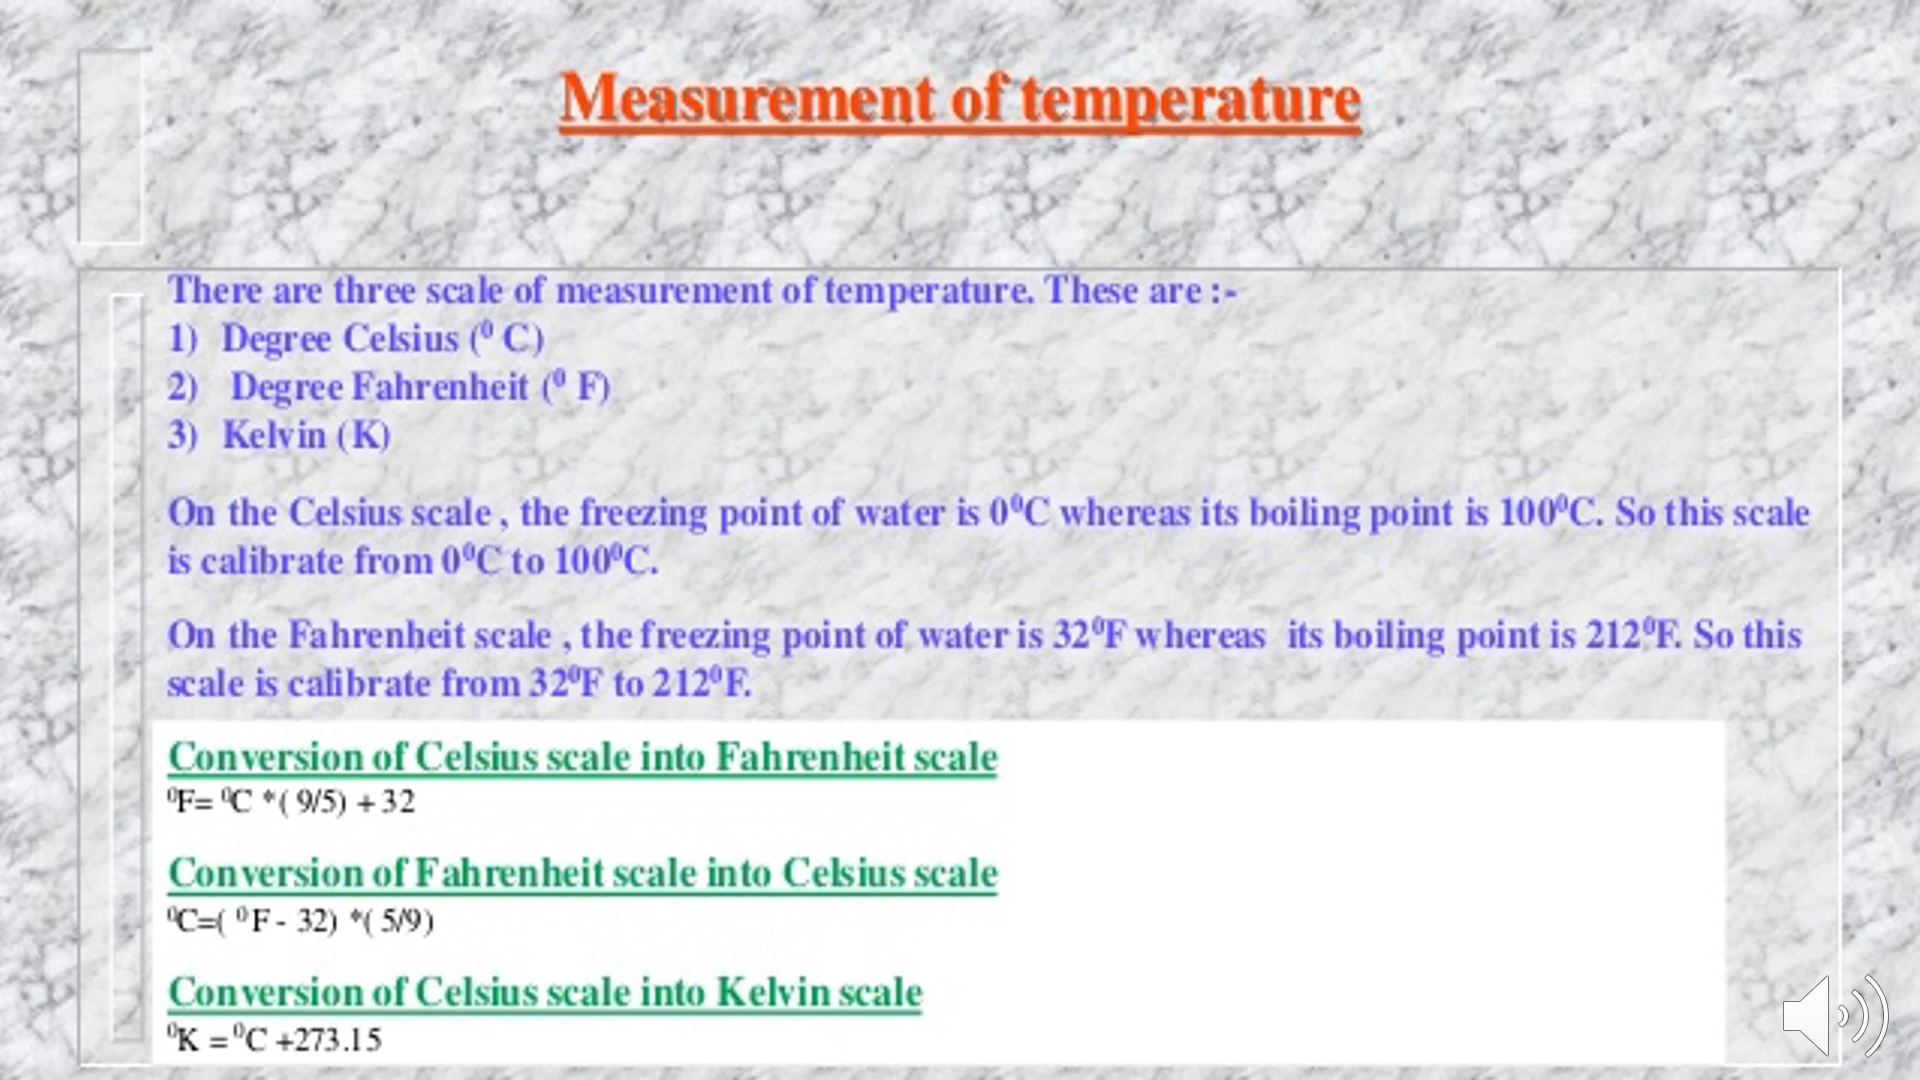 Measurement of temperature
There are three scale of measurement of temperature. These are :-
1) Degree Celsius (⁰ C)
2) Degree Fahrenheit (⁰ F)
3) Kelvin (K)
On the Celsius scale , the freezing point of water is 0⁰C whereas its boiling point is 100⁰C. So this scale
is calibrate from 0⁰C to 100⁰C.
On the Fahrenheit scale , the freezing point of water is 32⁰F whereas its boiling point is 212⁰F. So this
scale is calibrate from 32⁰F to 212⁰F.
Conversion of Celsius scale into Fahrenheit scale
⁰F= ⁰C *( 9/5) + 32
Conversion of Fahrenheit scale into Celsius scale
⁰C=( ⁰F - 32) *( 5/9)
Conversion of Celsius scale into Kelvin scale
⁰K = ⁰C +273.15